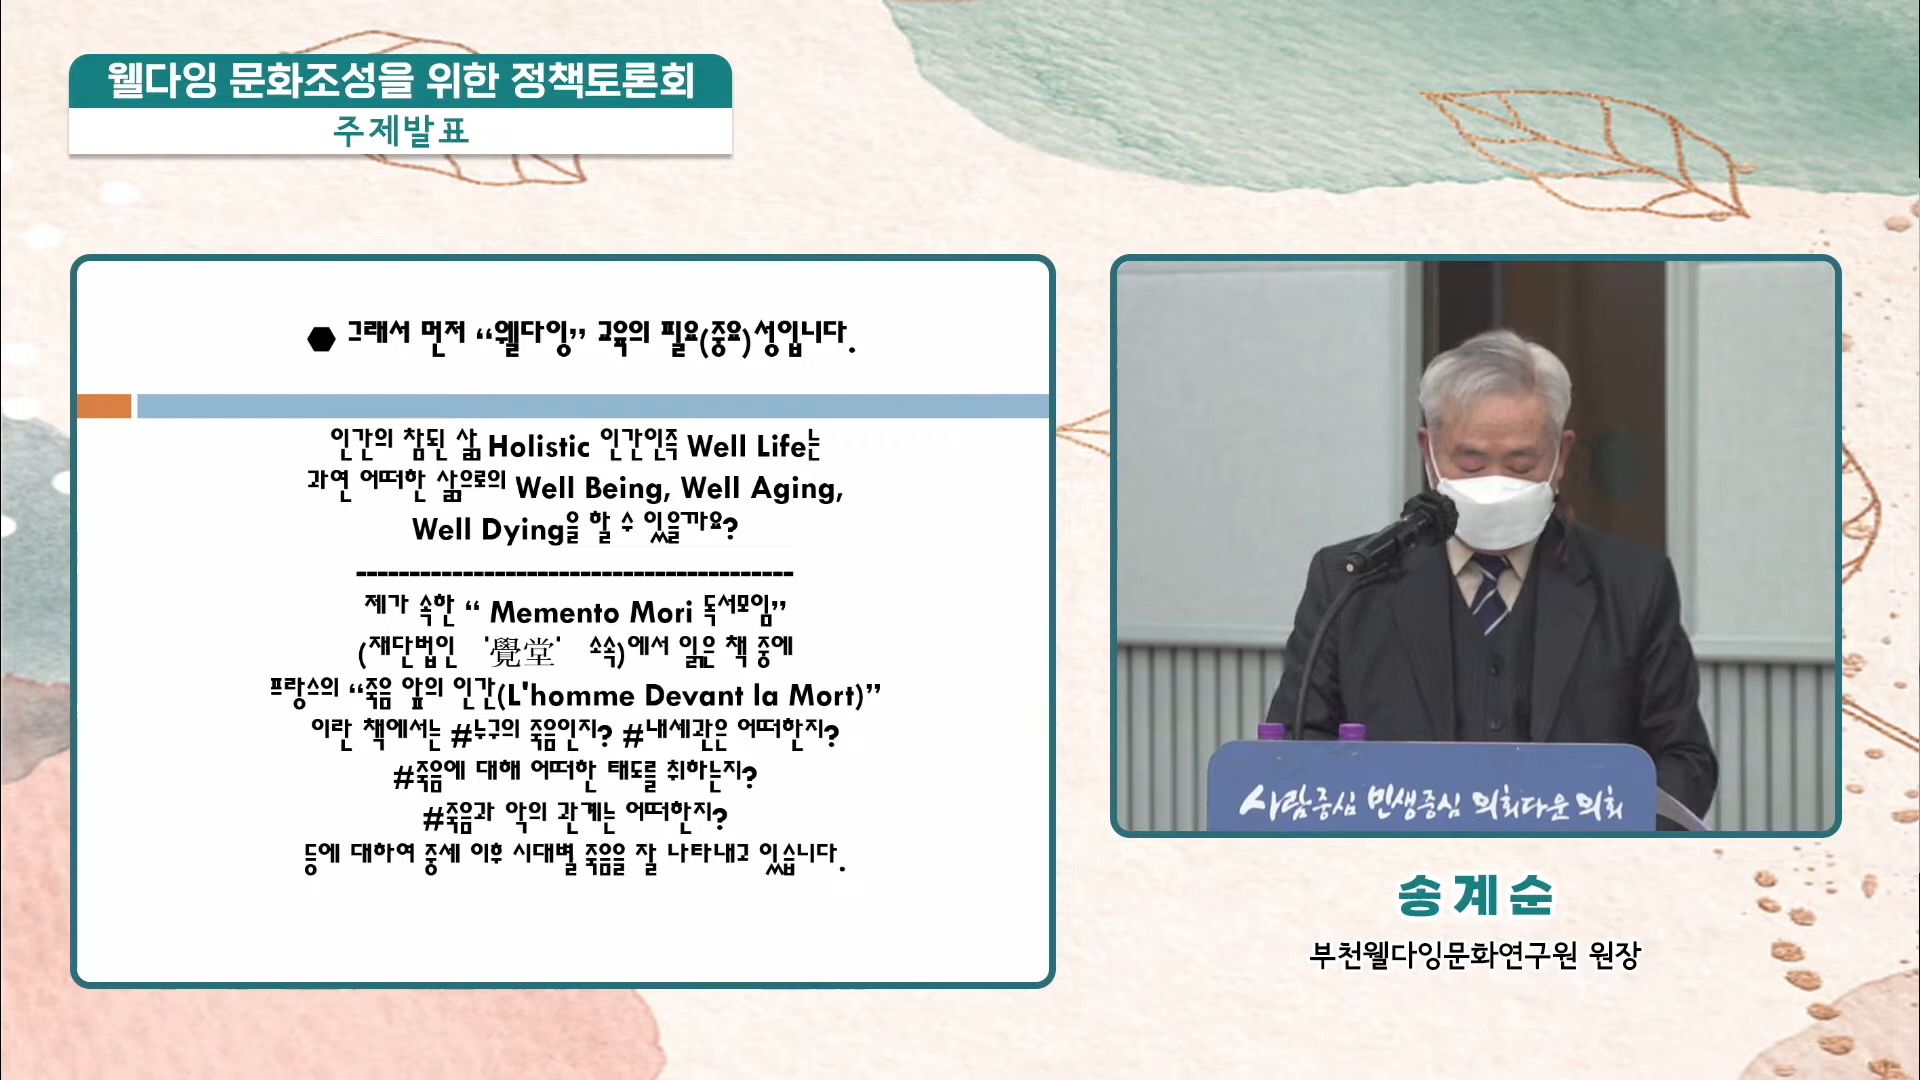 웰다잉 문화조성을 위한 정책토론회
주제발표
그래서 먼저 “웰다잉” 교육의 필요(중요)성입니다.
인간의 참된 삶 Holistic 인간인즉 Well Life는
과연 어떠한 삶으로의 Well Being, Well Aging,
Well Dying을 할 수 있을까요?
-----------------------------------------
제가 속한 “ Memento Mori 독서모임”
(재단법인 '覺堂' 소속)에서 읽은 책 중에
프랑스의 “죽음 앞의 인간(L'homme Devant la Mort)”
이란 책에서는 #누구의 죽음인지? #내세관은 어떠한지?
#죽음에 대해 어떠한 태도를 취하는지?
#죽음과 악의 관계는 어떠한지?
등에 대하여 중세 이후 시대별 죽음을 잘 나타내고 있습니다.
사람중심 민생중심 의회다운 의회
송계순
부천웰다잉문화연구원 원장